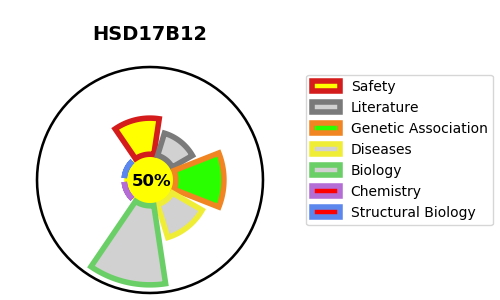 HSD17B12
50%
Safety
Literature
Genetic Association
Diseases
Biology
Chemistry
Structural Biology